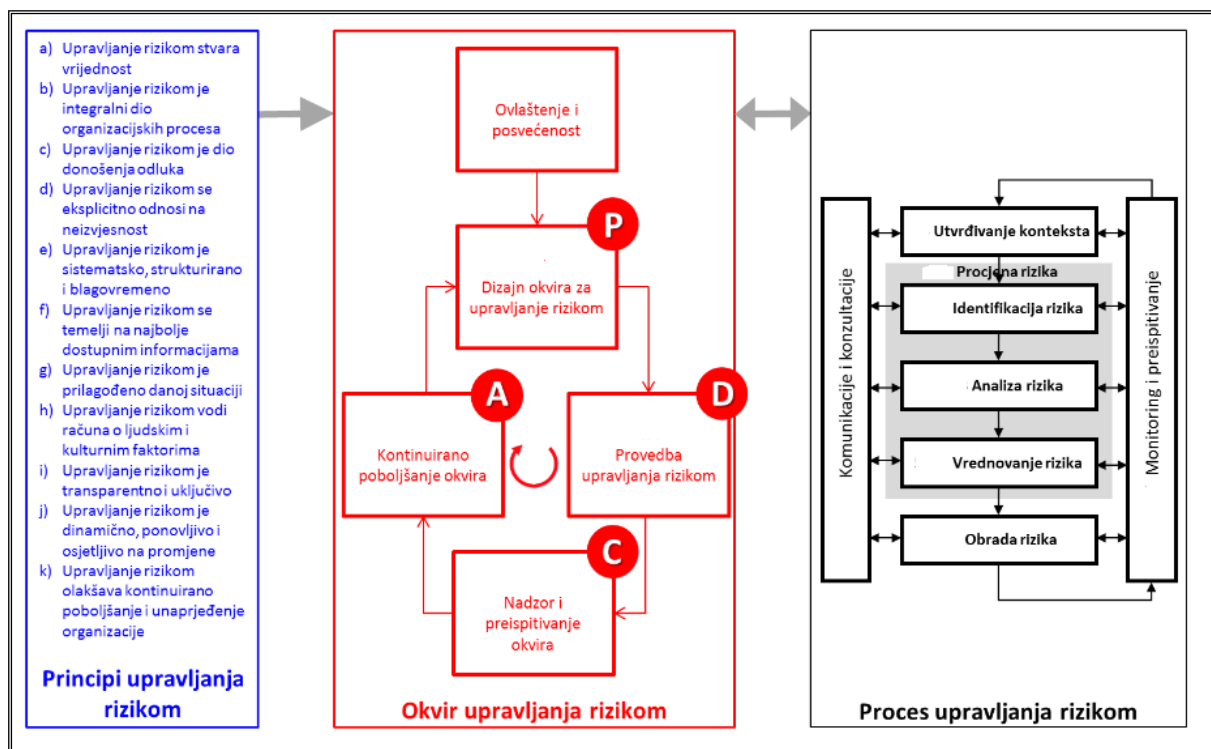 a) Upravljanje rizikom stvara
vrijednost
b) Upravljanje rizikom je
integralni dio
organizacijskih procesa
c) Upravljanje rizikom je dio
donošenja odluka
d) Upravljanje rizikom se
eksplicitno odnosi na
neizvjesnost
e) Upravljanje rizikom je
sistematsko, strukturirano
i blagovremeno
f) Upravljanje rizikom se
temelji na najbolje
dostupnim informacijama
g) Upravljanje rizikom je
prilagođeno danoj situaciji
h) Upravljanje rizikom vodi
računa o ljudskim i
kulturnim faktorima
i) Upravljanje rizikom je
transparentno i uključivo
j) Upravljanje rizikom je
dinamično, ponovljivo i
osjetljivo na promjene
k) Upravljanje rizikom
olakšava kontinuirano
poboljšanje i unaprjeđenje
organizacije
Principi upravljanja
rizikom
Ovlaštenje i
posvećenost
P
Dizajn okvira za
upravljanje rizikom
A
Kontinuirano
poboljšanje okvira
D
Provedba
upravljanja rizikom
C
Nadzor i
preispitivanje
okvira
Okvir upravljanja rizikom
Komunikacije i konzultacije
Utvrđivanje konteksta
Procjena rizika
Identifikacija rizika
Analiza rizika
Vrednovanje rizika
Obrada rizika
Monitoring i preispitivanje
Proces upravljanja rizikom